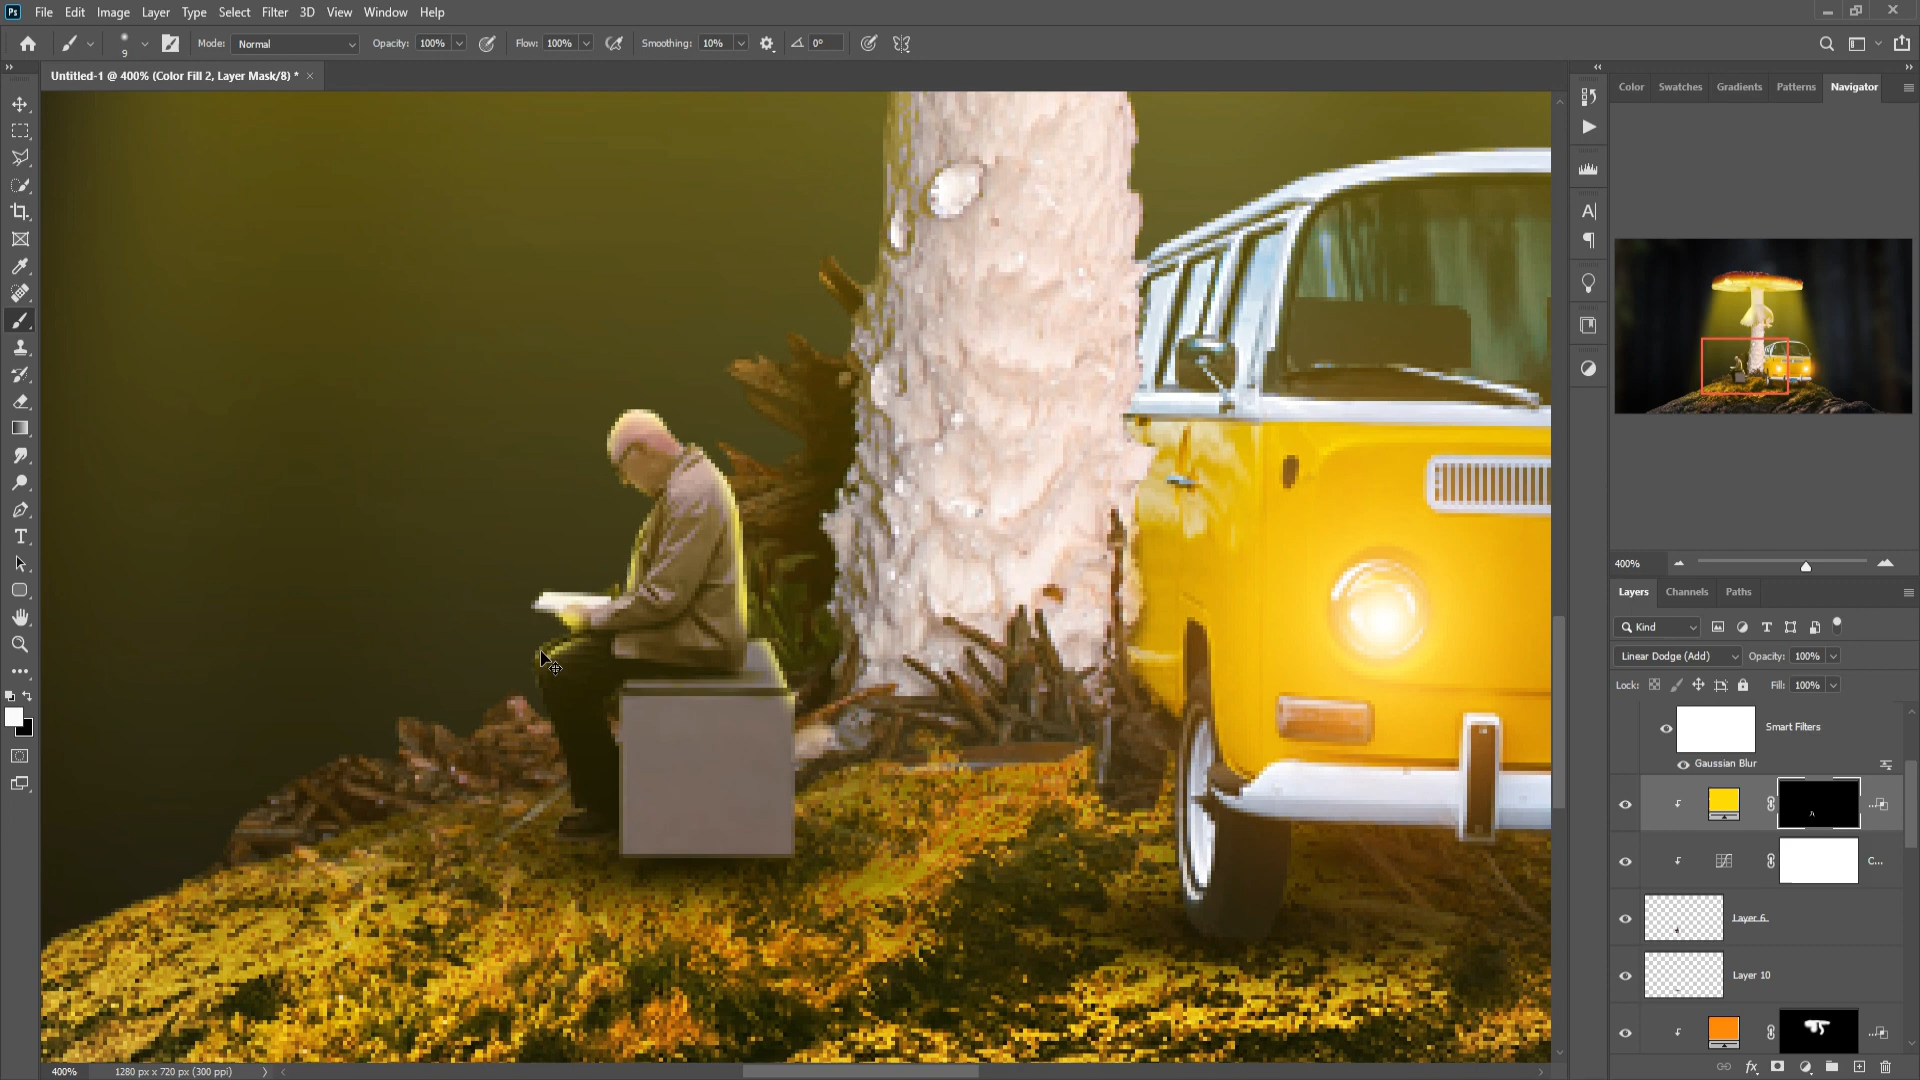 Ps File Edit Image Layer Type Select Filter 3D View Window Help
9 Mode: Normal Opacity: 100% Flow: 100% Smoothing: 10% 0°
Untitled-1 @ 400% (Color Fill 2, Layer Mask/8) * ×
Color Swatches Gradients Patterns Navigator
400%
Layers Channels Paths
Kind
Linear Dodge (Add) Opacity: 100%
Lock: Fill: 100%
Smart Filters
Gaussian Blur
C...
Layer 6
Layer 10
fx
400% 1280 px x 720 px (300 ppi)